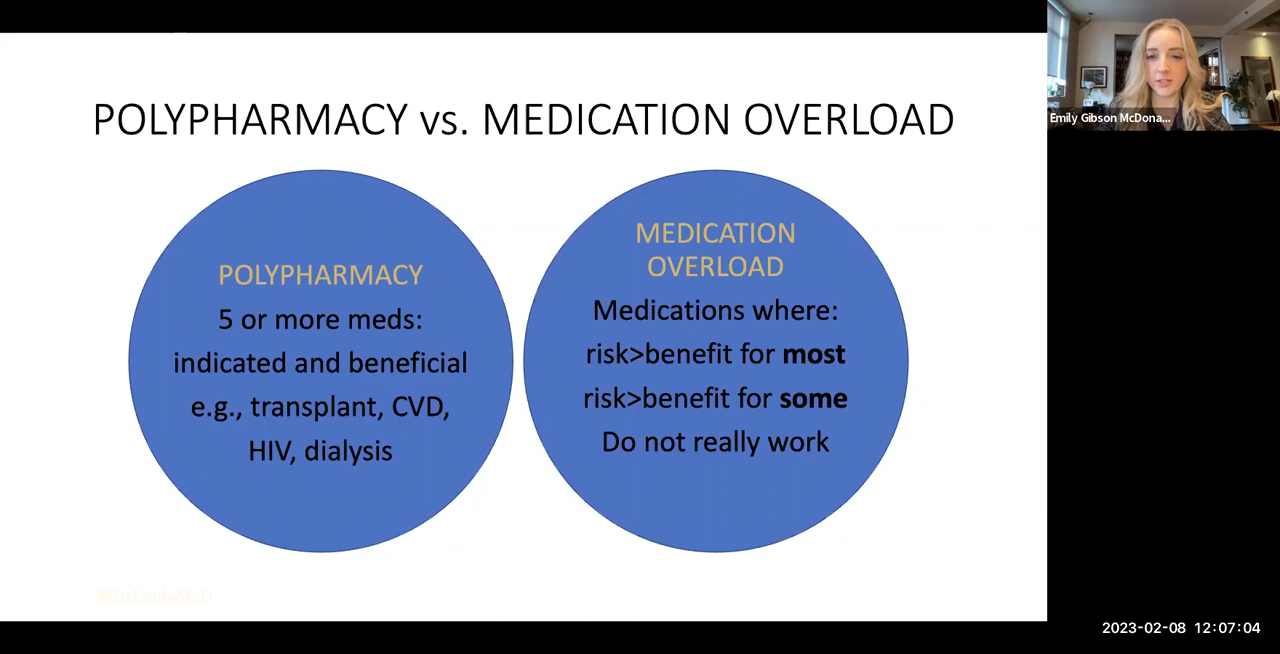 POLYPHARMACY vs. MEDICATION OVERLOAD
POLYPHARMACY
5 or more meds:
indicated and beneficial
e.g., transplant, CVD,
HIV, dialysis
MEDICATION
OVERLOAD
Medications where:
risk>benefit for most
risk>benefit for some
Do not really work
@DrEmilyMcD
Emily Gibson McDona...
2023-02-08 12:07:04